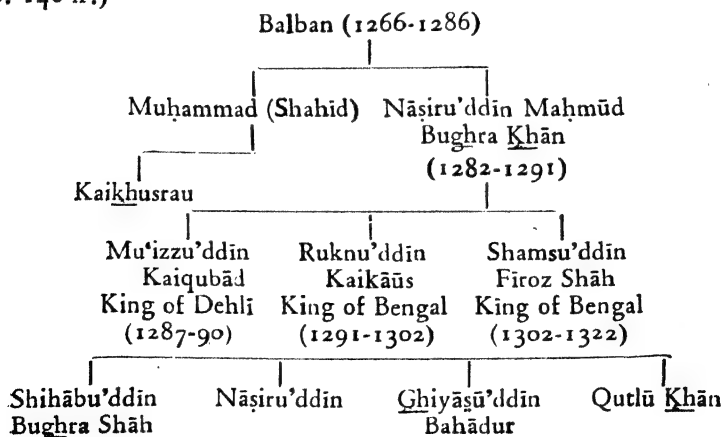 Balban (1266-1286)
Muḥammad (Shahid) Nāṣiru’ddīn Maḥmūd
Bughra Khān
(1282-1291)
Kaikhusrau
Mu‘izzu’ddīn Ruknu’ddīn Shamsu’ddīn
Kaiqubād Kaikāūs Firoz Shāh
King of Dehlī King of Bengal King of Bengal
(1287-90) (1291-1302) (1302-1322)
Shihābu’ddīn Nāṣiru’ddīn Ghiyāṣū’ddīn Qutlū Khān
Bughra Shāh Bahādur